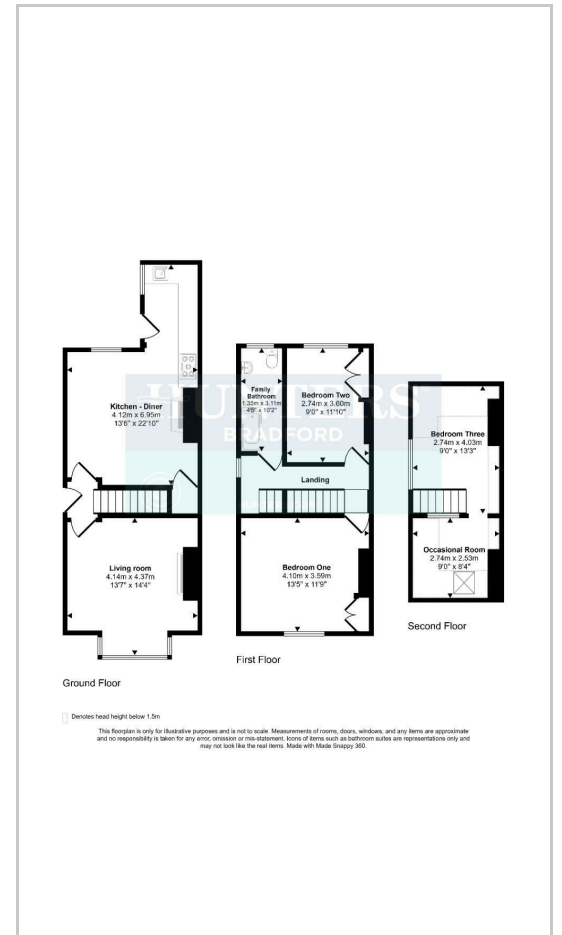 HUNTERS
BRADFORD
Kitchen - Diner
4.12m x 6.95m
13'6" x 22'10"
Living room
4.14m x 4.37m
13'7" x 14'4"
Ground Floor
Family
Bathroom
1.35m x 3.11m
4'5" x 10'2"
Bedroom Two
2.74m x 3.60m
9'0" x 11'10"
Landing
Bedroom One
4.10m x 3.59m
13'5" x 11'9"
First Floor
Bedroom Three
2.74m x 4.03m
9'0" x 13'3"
Occasional Room
2.74m x 2.53m
9'0" x 8'4"
Second Floor
Denotes head height below 1.5m
This floorplan is only for illustrative purposes and is not to scale. Measurements of rooms, doors, windows, and any items are approximate
and no responsibility is taken for any error, omission or mis-statement. Icons of items such as bathroom suites are representations only and
may not look like the real items. Made with Made Snappy 360.